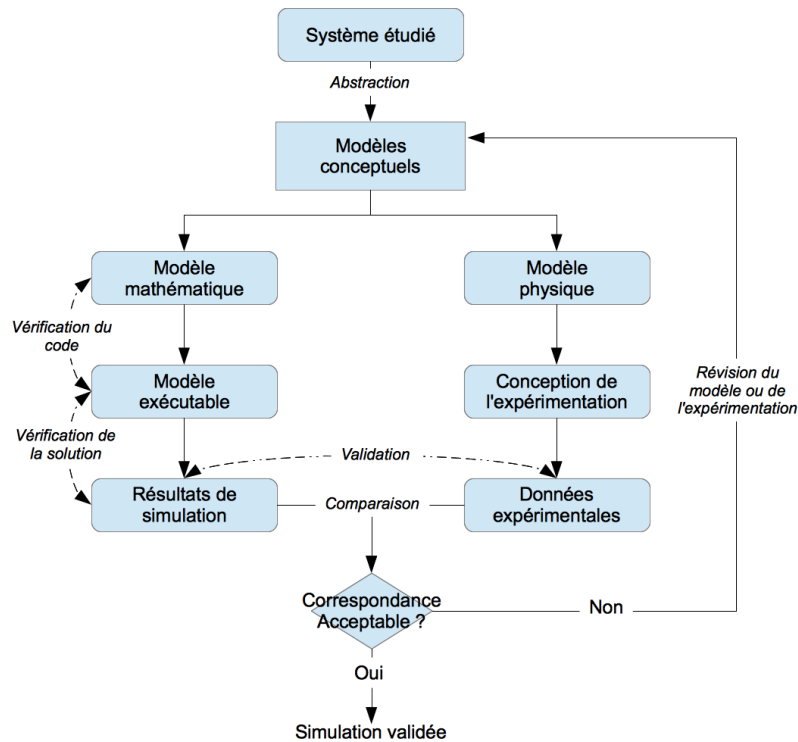 Système étudié
Abstraction
Modèles
conceptuels
Modèle
mathématique
Modèle
physique
Vérification du
code
Modèle
exécutable
Conception de
l'expérimentation
Révision du
modèle ou de
l'expérimentation
Vérification de
la solution
Validation
Résultats de
simulation
Comparaison
Données
expérimentales
Correspondance
Acceptable ?
Non
Oui
Simulation validée